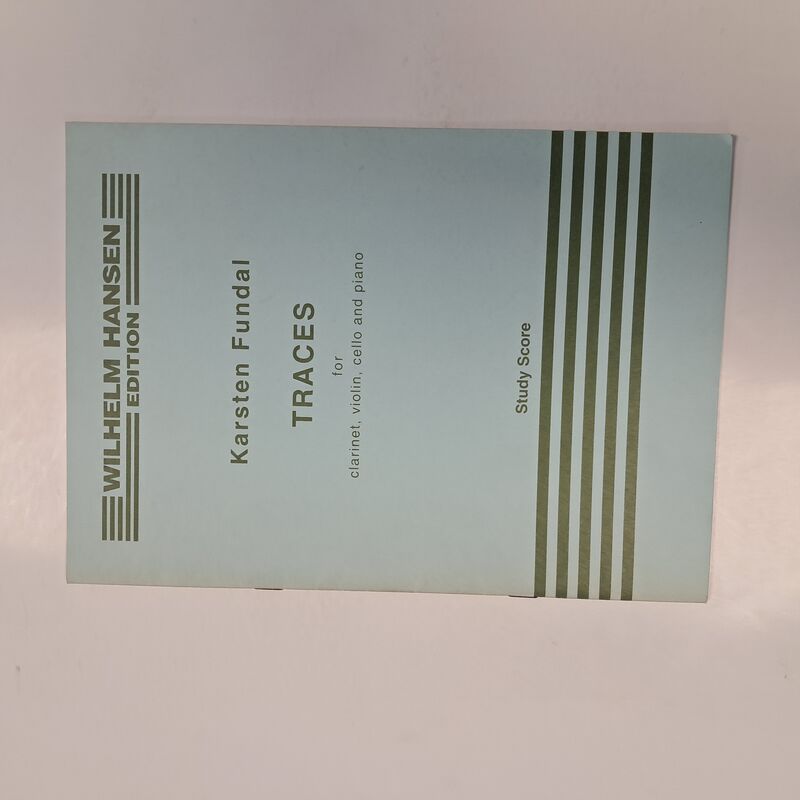 WILHELM HANSEN
EDITION
Karsten Fundal
TRACES
for
clarinet, violin, cello and piano
Study Score